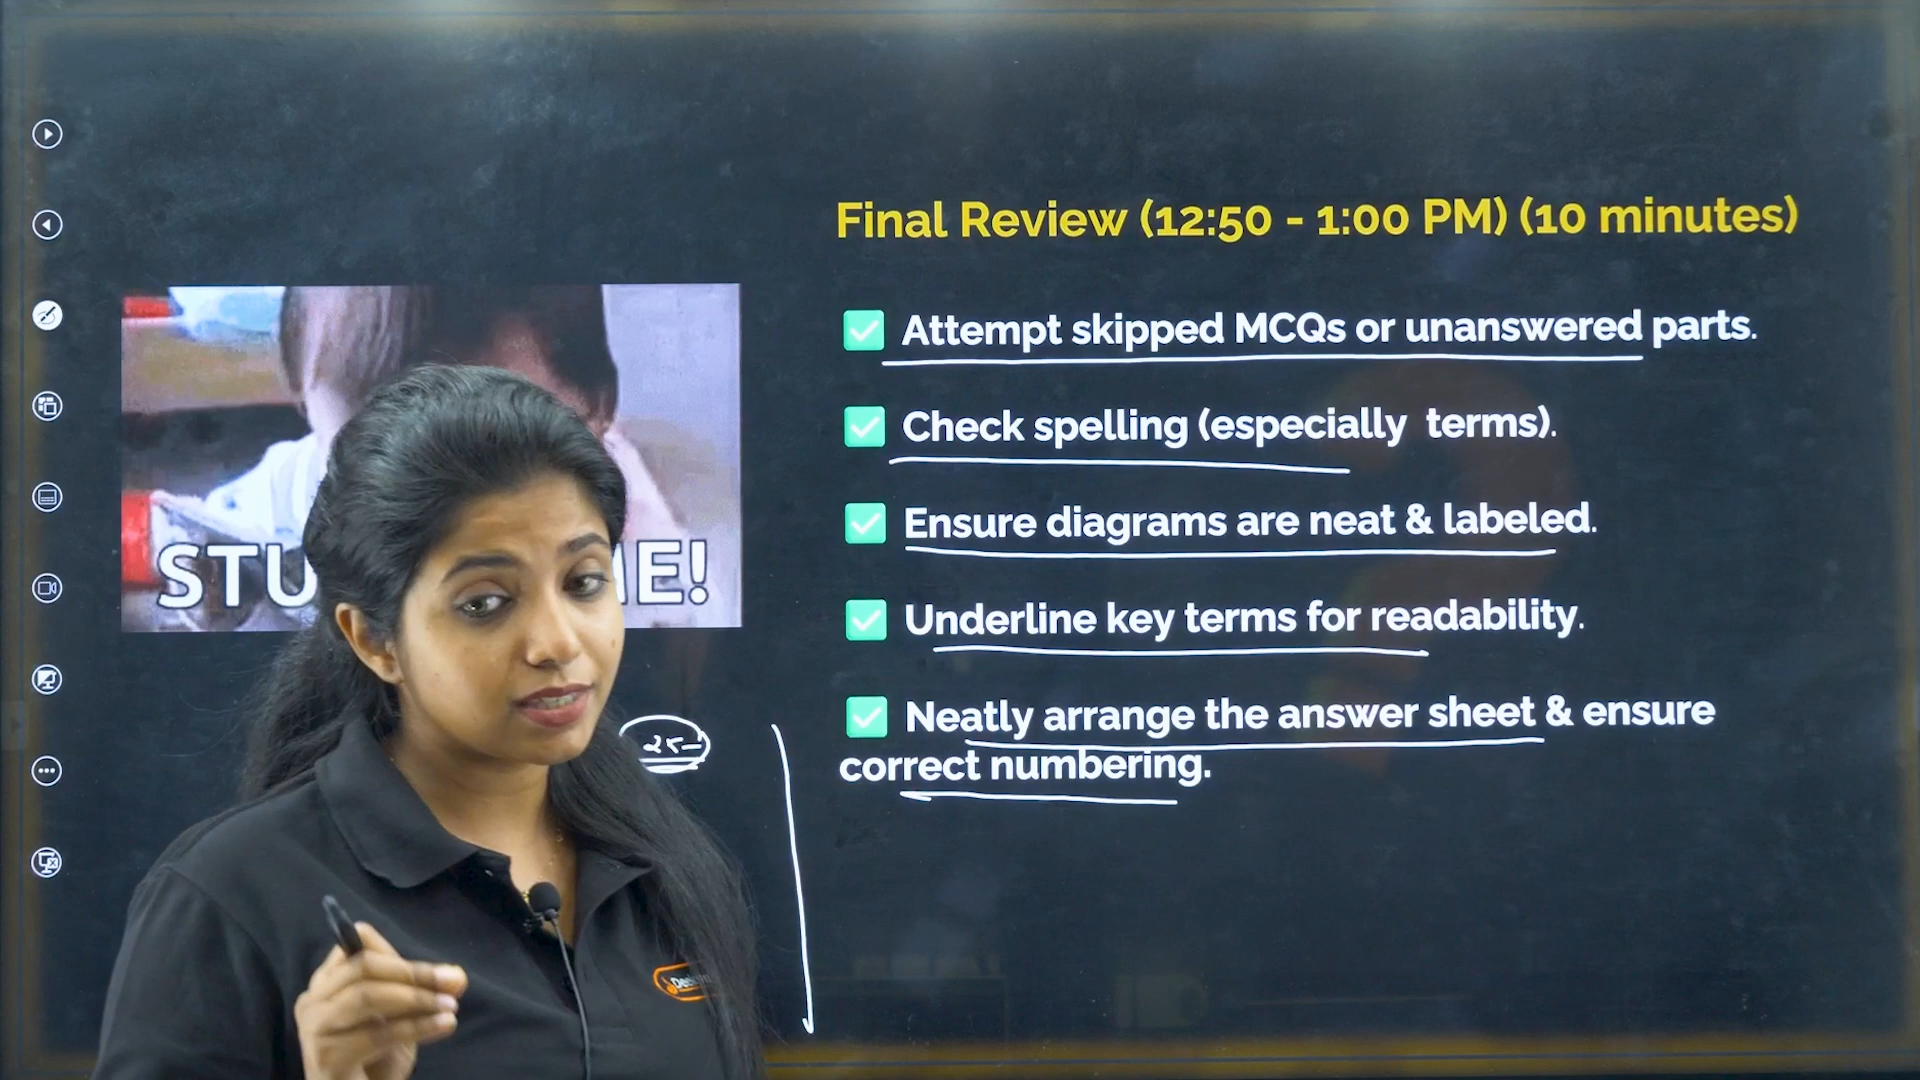 Final Review (12:50 - 1:00 PM) (10 minutes)
Attempt skipped MCQs or unanswered parts.
Check spelling (especially  terms).
Ensure diagrams are neat & labeled.
Underline key terms for readability.
Neatly arrange the answer sheet & ensure
correct numbering.